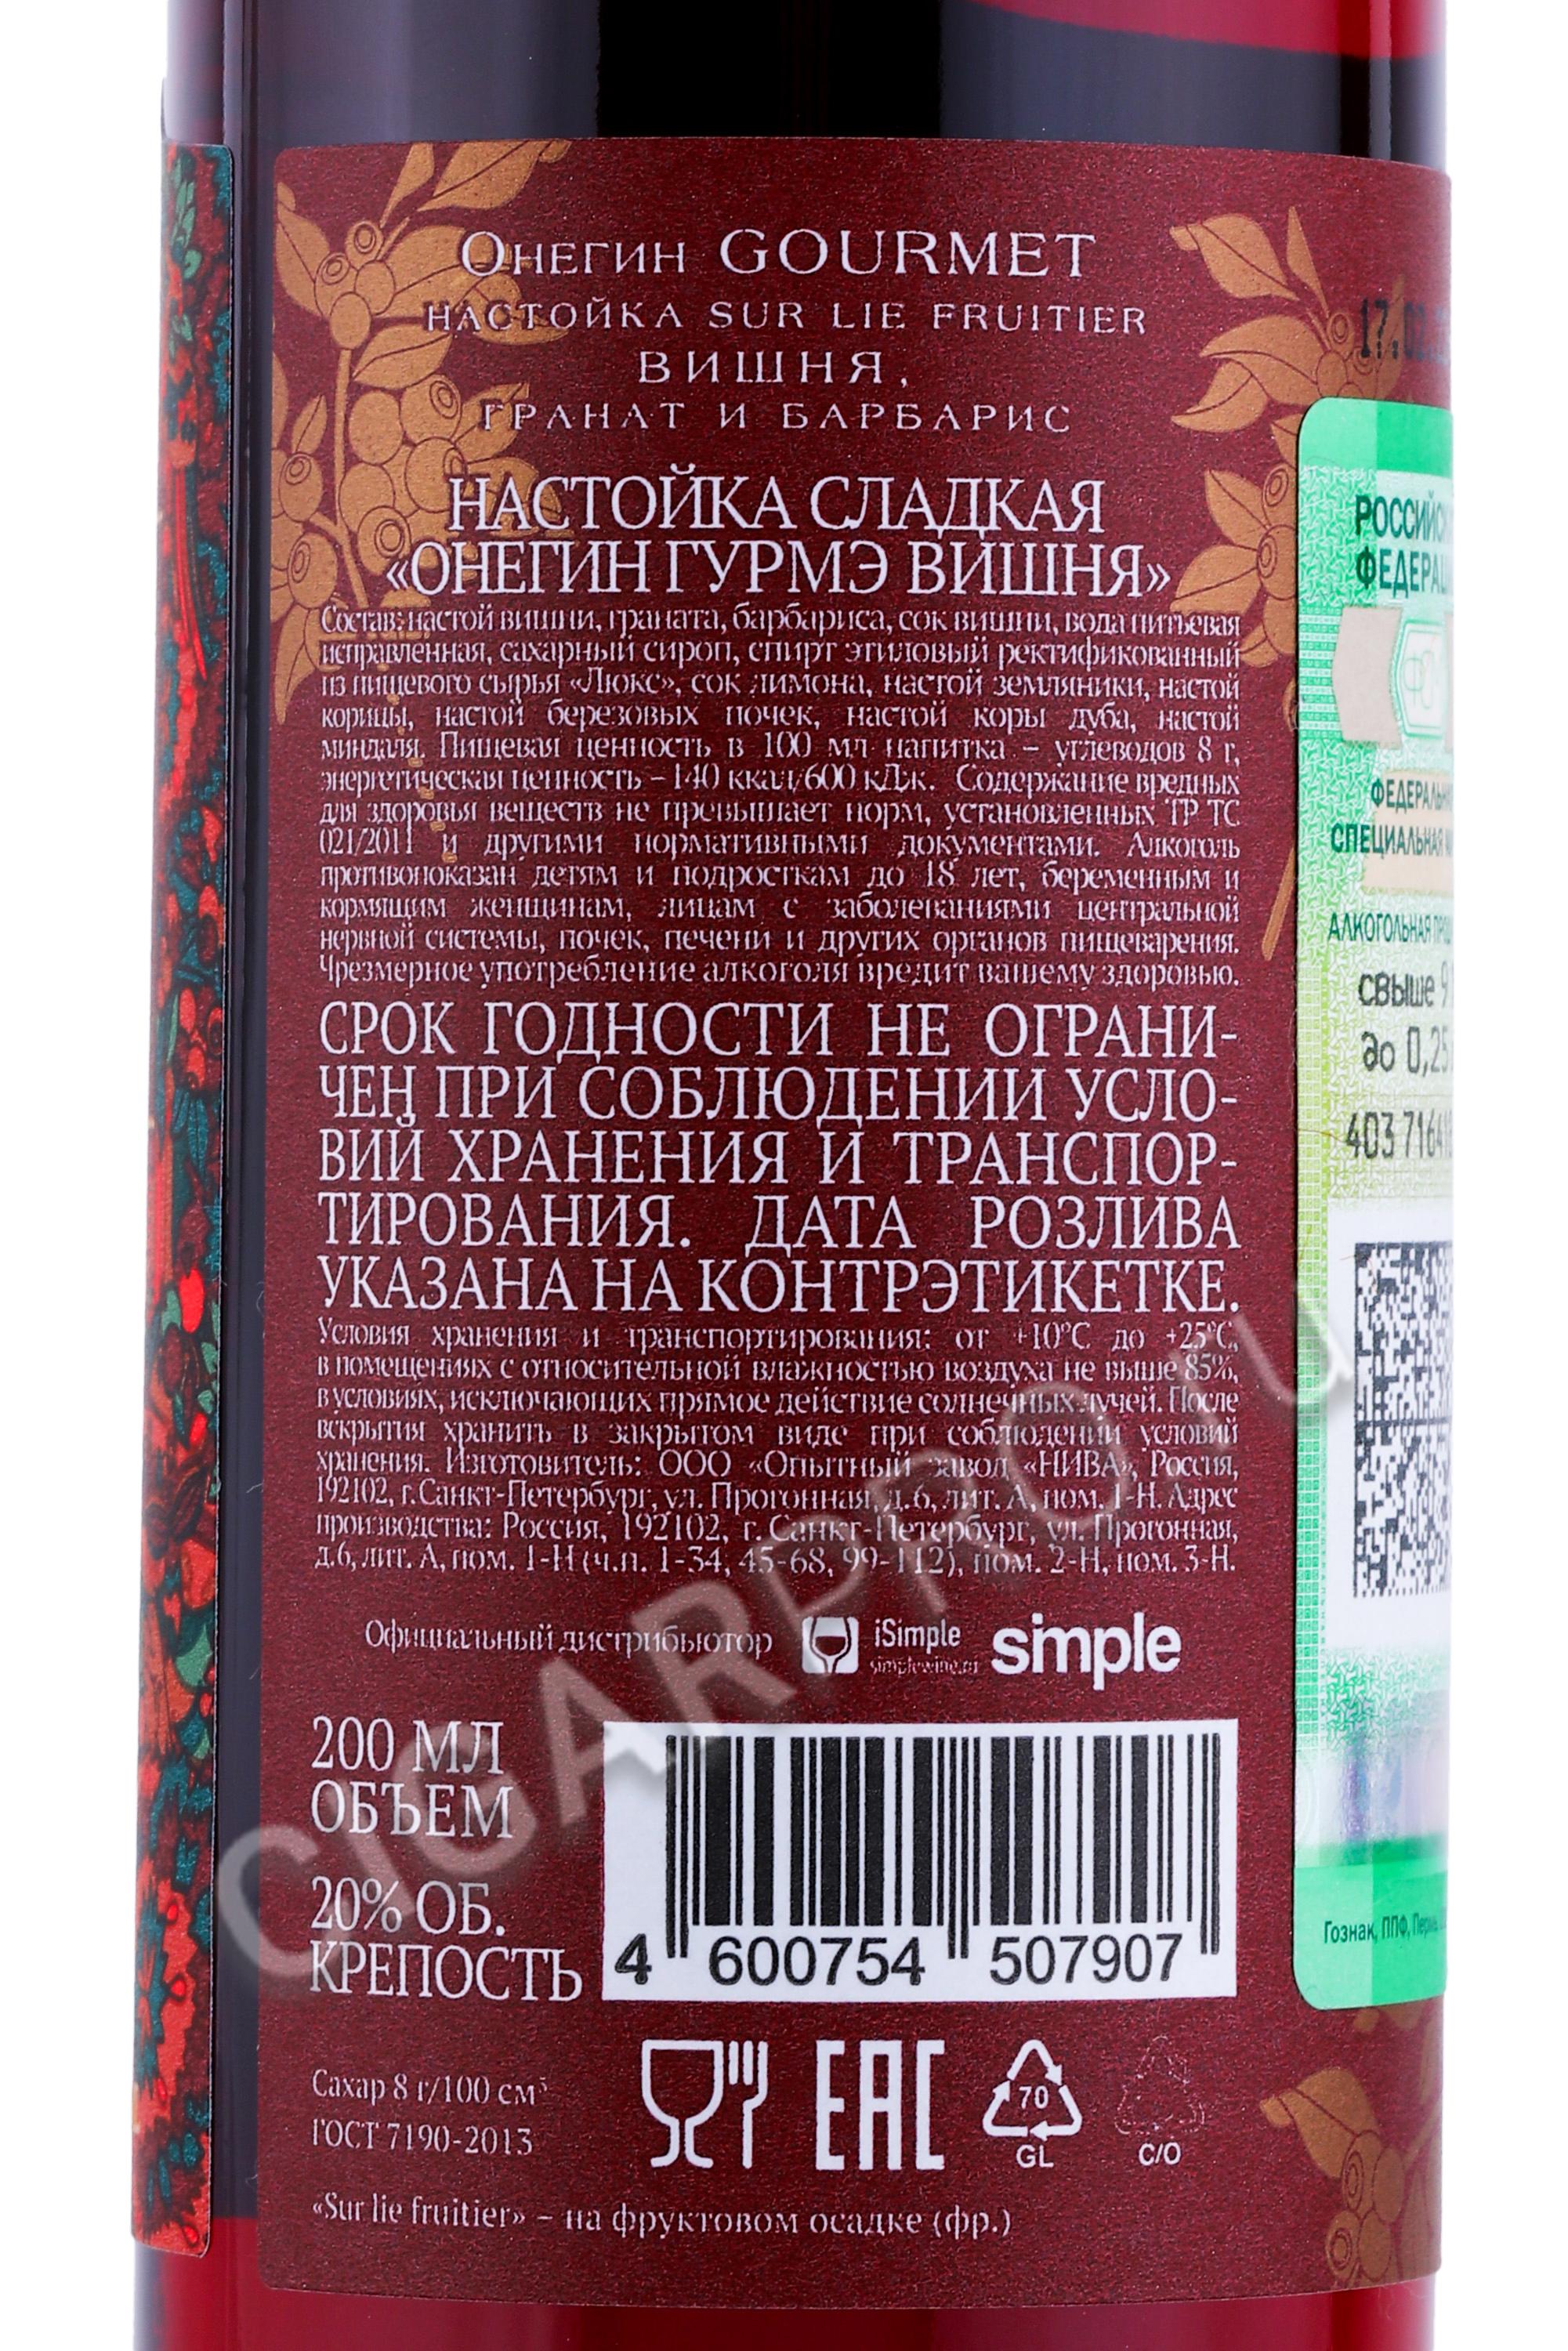 Онегин GOURMET
НАСТОЙКА SUR LIE FRUITIER
ВИШНЯ,
ГРАНАТ И БАРБАРИС
НАСТОЙКА СЛАДКАЯ
«ОНЕГИН ГУРМЭ ВИШНЯ»
Состав: настой вишни, граната, барбариса, сок вишни, вода питьевая
исправленная, сахарный сироп, спирт этиловый ректификованный
из пищевого сырья «Люкс», сок лимона, настой земляники, настой
корицы, настой березовых почек, настой коры дуба, настой
миндаля. Пищевая ценность в 100 мл напитка – углеводов 8 г,
энергетическая ценность – 140 ккал/600 кДж. Содержание вредных
для здоровья веществ не превышает норм, установленных ТР ТС
021/2011 и другими нормативными документами. Алкоголь
противопоказан детям и подросткам до 18 лет, беременным и
кормящим женщинам, лицам с заболеваниями центральной
нервной системы, почек, печени и других органов пищеварения.
Чрезмерное употребление алкоголя вредит вашему здоровью.
СРОК ГОДНОСТИ НЕ ОГРАНИ-
ЧЕН ПРИ СОБЛЮДЕНИИ УСЛО-
ВИЙ ХРАНЕНИЯ И ТРАНСПОР-
ТИРОВАНИЯ. ДАТА РОЗЛИВА
УКАЗАНА НА КОНТРЭТИКЕТКЕ.
Условия хранения и транспортирования: от +10°С до +25°С,
в помещениях с относительной влажностью воздуха не выше 85%,
в условиях, исключающих прямое действие солнечных лучей. После
вскрытия хранить в закрытом виде при соблюдении условий
хранения. Изготовитель: ООО «Опытный завод «НИВА», Россия,
192102, г.Санкт-Петербург, ул. Прогонная, д.6, лит. А, пом. 1-Н. Адрес
производства: Россия, 192102, г. Санкт-Петербург, ул. Прогонная,
д.6, лит. А, пом. 1-Н (ч.п. 1-34, 45-68, 99-112), пом. 2-Н, пом. 3-Н.
Официальный дистрибьютор iSimple simple
simplewine.ru
200 МЛ
ОБЪЕМ
20% ОБ.
КРЕПОСТЬ
4 600754 507907
Сахар 8 г/100 см³
ГОСТ 7190-2013
EAC
70
GL
C/O
«Sur lie fruitier» – на фруктовом осадке (фр.)
РОССИЙС
ФЕДЕРАЦ
ФЕДЕРАЛЬН
СПЕЦИАЛЬНАЯ
АЛКОГОЛЬНАЯ
свыше 9
до 0,25
403
Гознак, ППФ,
CIGARPRO.ru